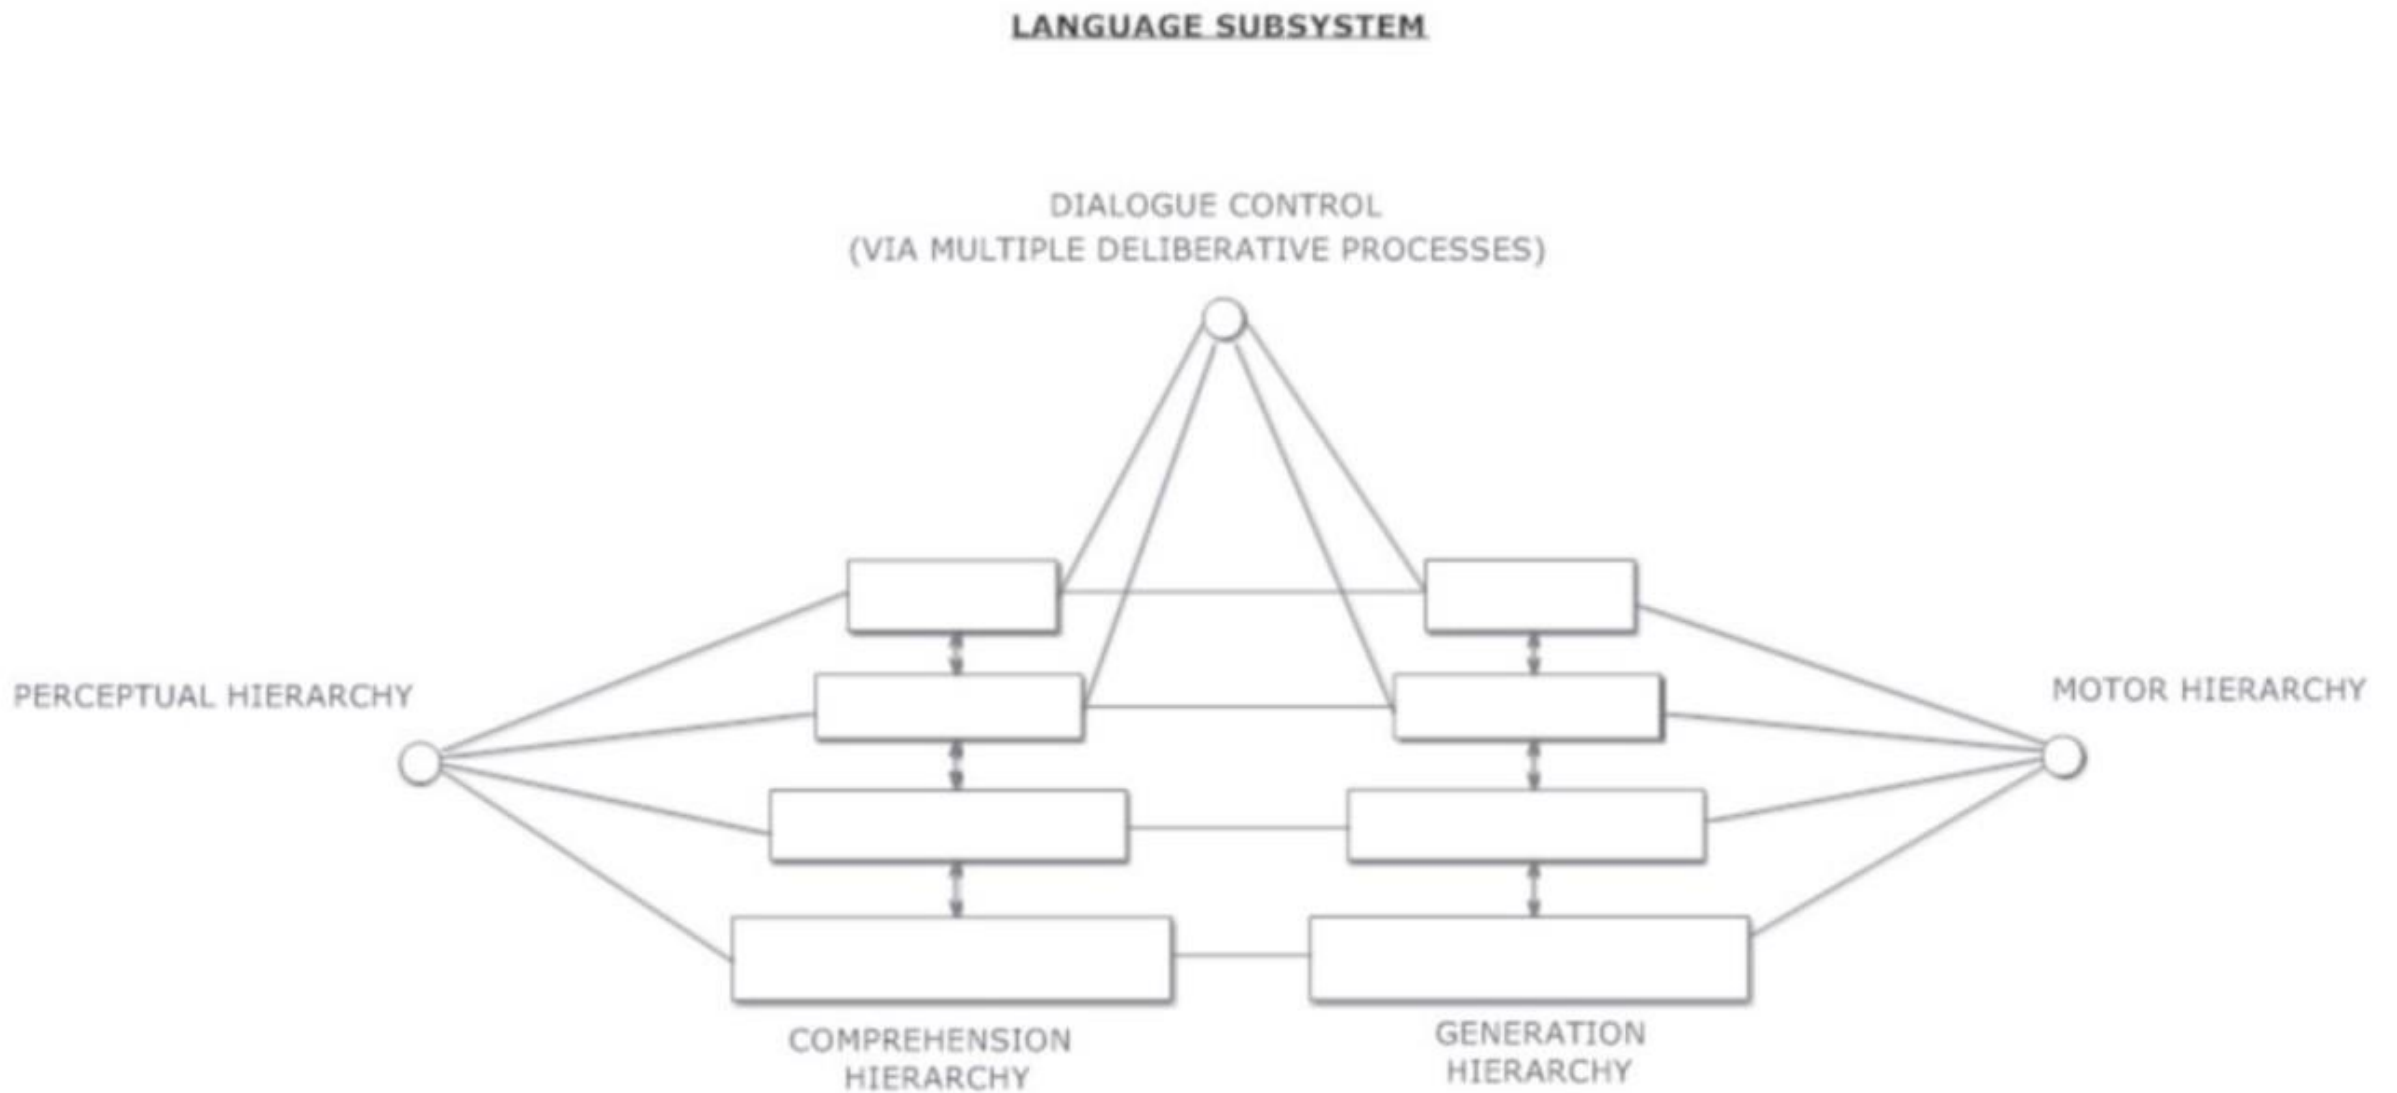 LANGUAGE SUBSYSTEM
DIALOGUE CONTROL
(VIA MULTIPLE DELIBERATIVE PROCESSES)
PERCEPTUAL HIERARCHY
MOTOR HIERARCHY
COMPREHENSION
HIERARCHY
GENERATION
HIERARCHY